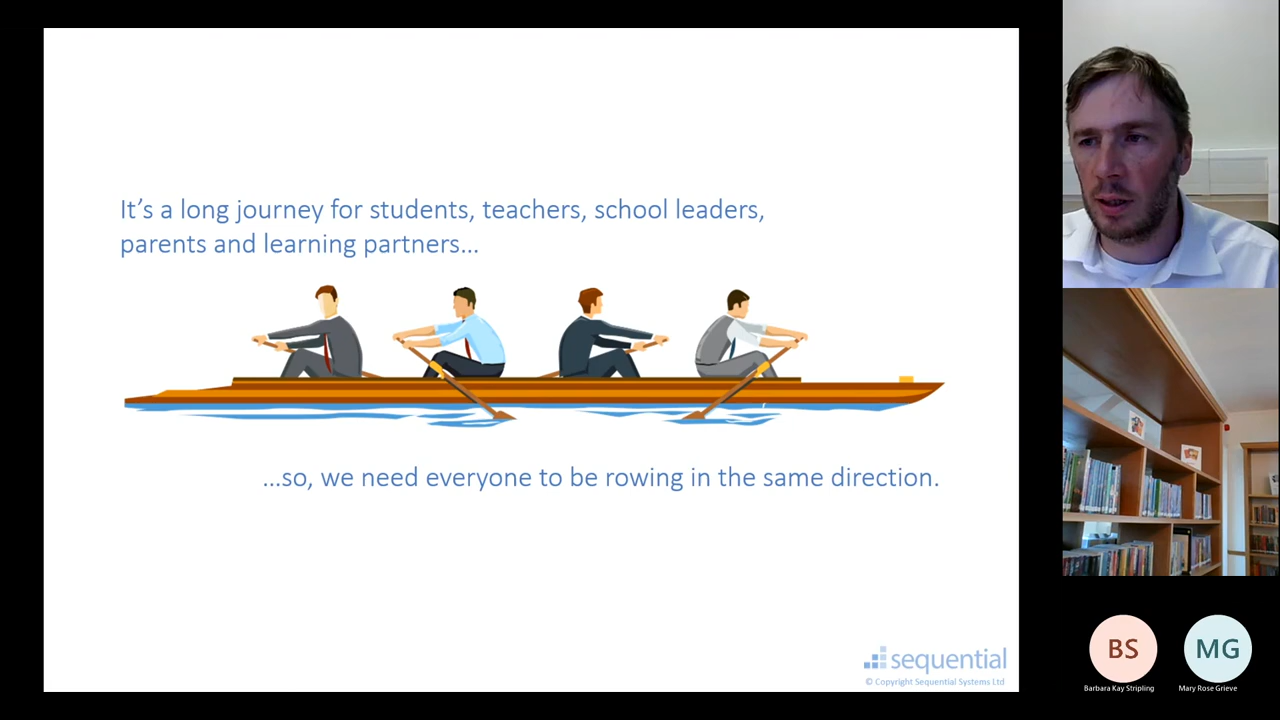 It's a long journey for students, teachers, school leaders,
parents and learning partners...
...so, we need everyone to be rowing in the same direction.
sequential
© Copyright Sequential Systems Ltd
BS
MG
Barbara Kay Stripling
Mary Rose Grieve